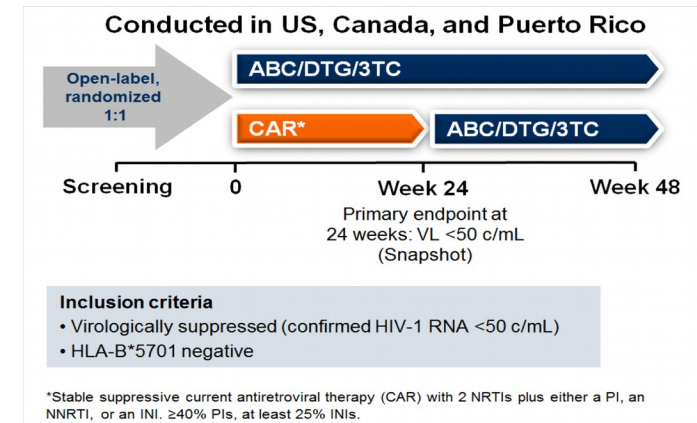 Conducted in US, Canada, and Puerto Rico
Open-label,
randomized
1:1
ABC/DTG/3TC
CAR*
ABC/DTG/3TC
Screening
0
Week 24
Week 48
Primary endpoint at
24 weeks: VL <50 c/mL
(Snapshot)
Inclusion criteria
• Virologically suppressed (confirmed HIV-1 RNA <50 c/mL)
• HLA-B*5701 negative
*Stable suppressive current antiretroviral therapy (CAR) with 2 NRTIs plus either a PI, an
NNRTI, or an INI. ≥40% PIs, at least 25% INIs.